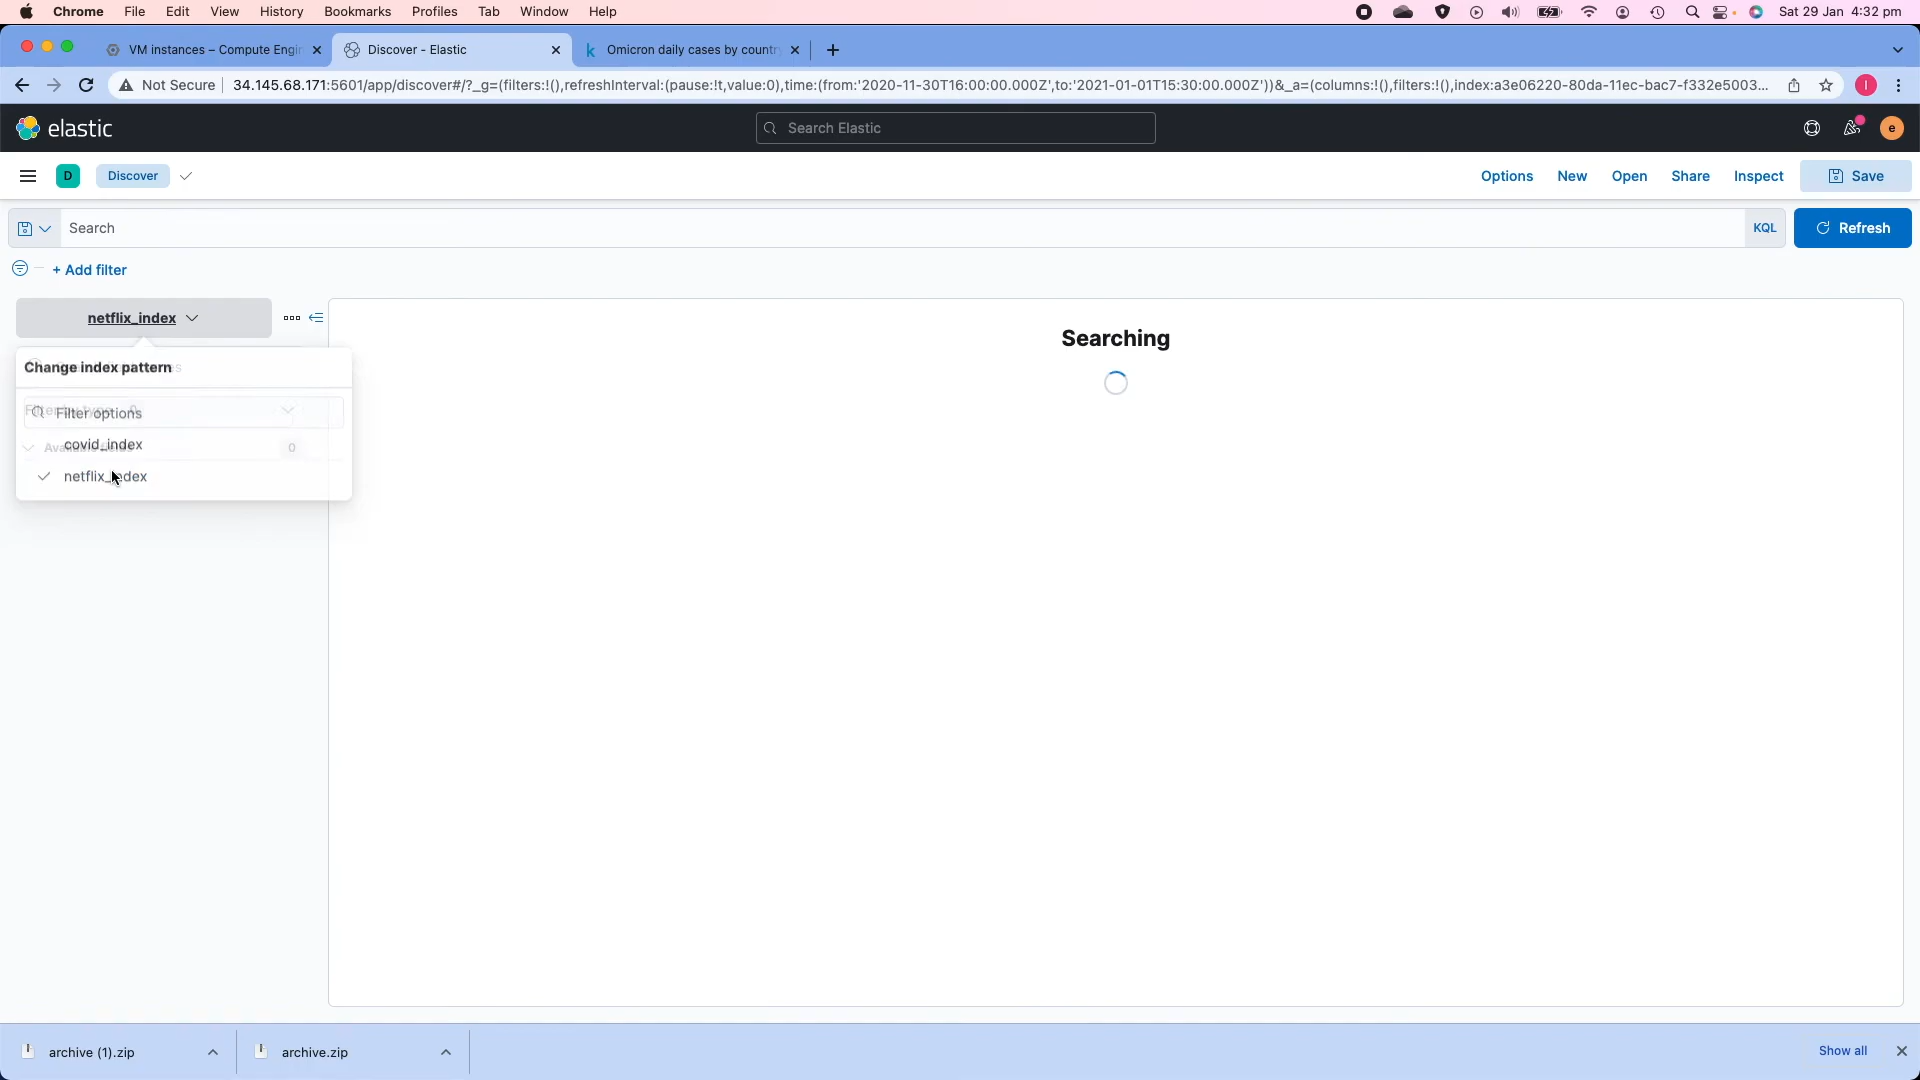 Chrome File Edit View History Bookmarks Profiles Tab Window Help Sat 29 Jan 4:32 pm
VM instances – Compute Engin Discover - Elastic k Omicron daily cases by countr
Not Secure 34.145.68.171:5601/app/discover#/?_g=(filters:!(),refreshInterval:(pause:!t,value:0),time:(from:'2020-11-30T16:00:00.000Z',to:'2021-01-01T15:30:00.000Z'))&_a=(columns:!(),filters:!(),index:a3e06220-80da-11ec-bac7-f332e5003... I
elastic Search Elastic e
D Discover Options New Open Share Inspect Save
Search KQL Refresh
+ Add filter
netflix_index
Searching
Change index pattern
Filter options
covid_index
0
netflix_index
archive (1).zip archive.zip Show all